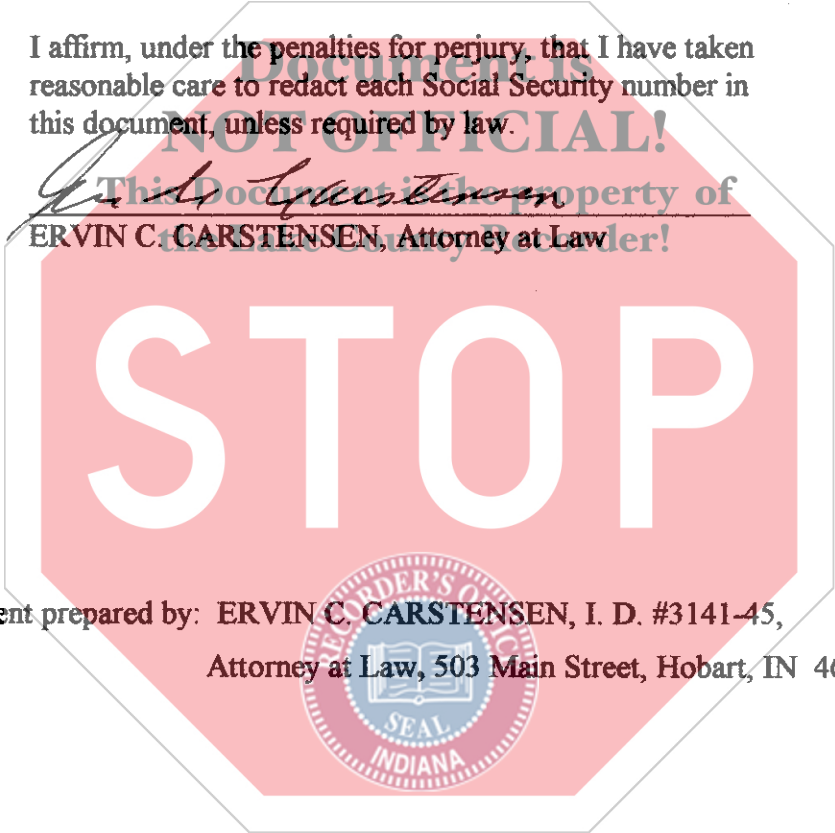 I affirm, under the penalties for perjury, that I have taken
reasonable care to redact each Social Security number in
this document, unless required by law.
Document is
NOT OFFICIAL!
This Document is the property of
the Lake County Recorder!
ERVIN C. CARSTENSEN, Attorney at Law
STOP
ent prepared by: ERVIN C. CARSTENSEN, I. D. #3141-45,
Attorney at Law, 503 Main Street, Hobart, IN 46
RECORDER'S OFFICE
SEAL
INDIANA